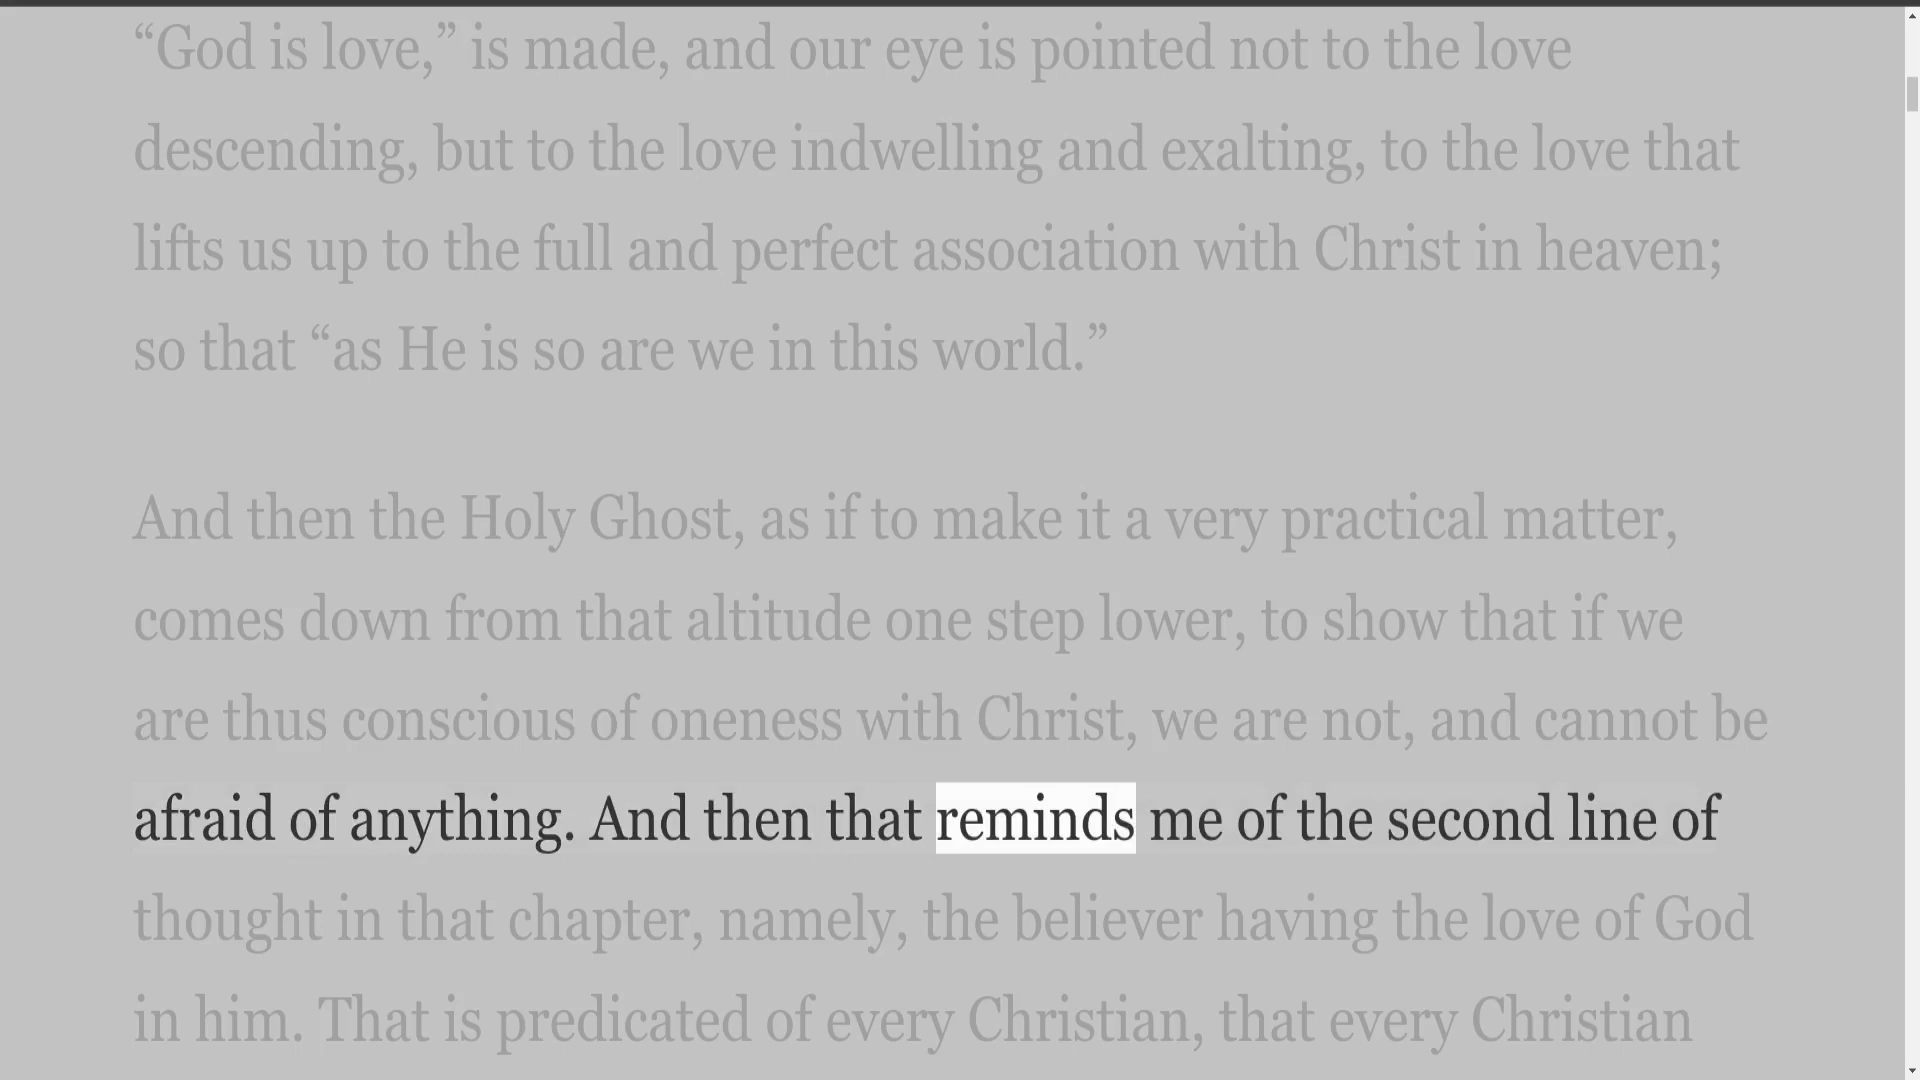 “God is love,” is made, and our eye is pointed not to the love
descending, but to the love indwelling and exalting, to the love that
lifts us up to the full and perfect association with Christ in heaven;
so that “as He is so are we in this world.”
And then the Holy Ghost, as if to make it a very practical matter,
comes down from that altitude one step lower, to show that if we
are thus conscious of oneness with Christ, we are not, and cannot be
afraid of anything. And then that reminds me of the second line of
thought in that chapter, namely, the believer having the love of God
in him. That is predicated of every Christian, that every Christian